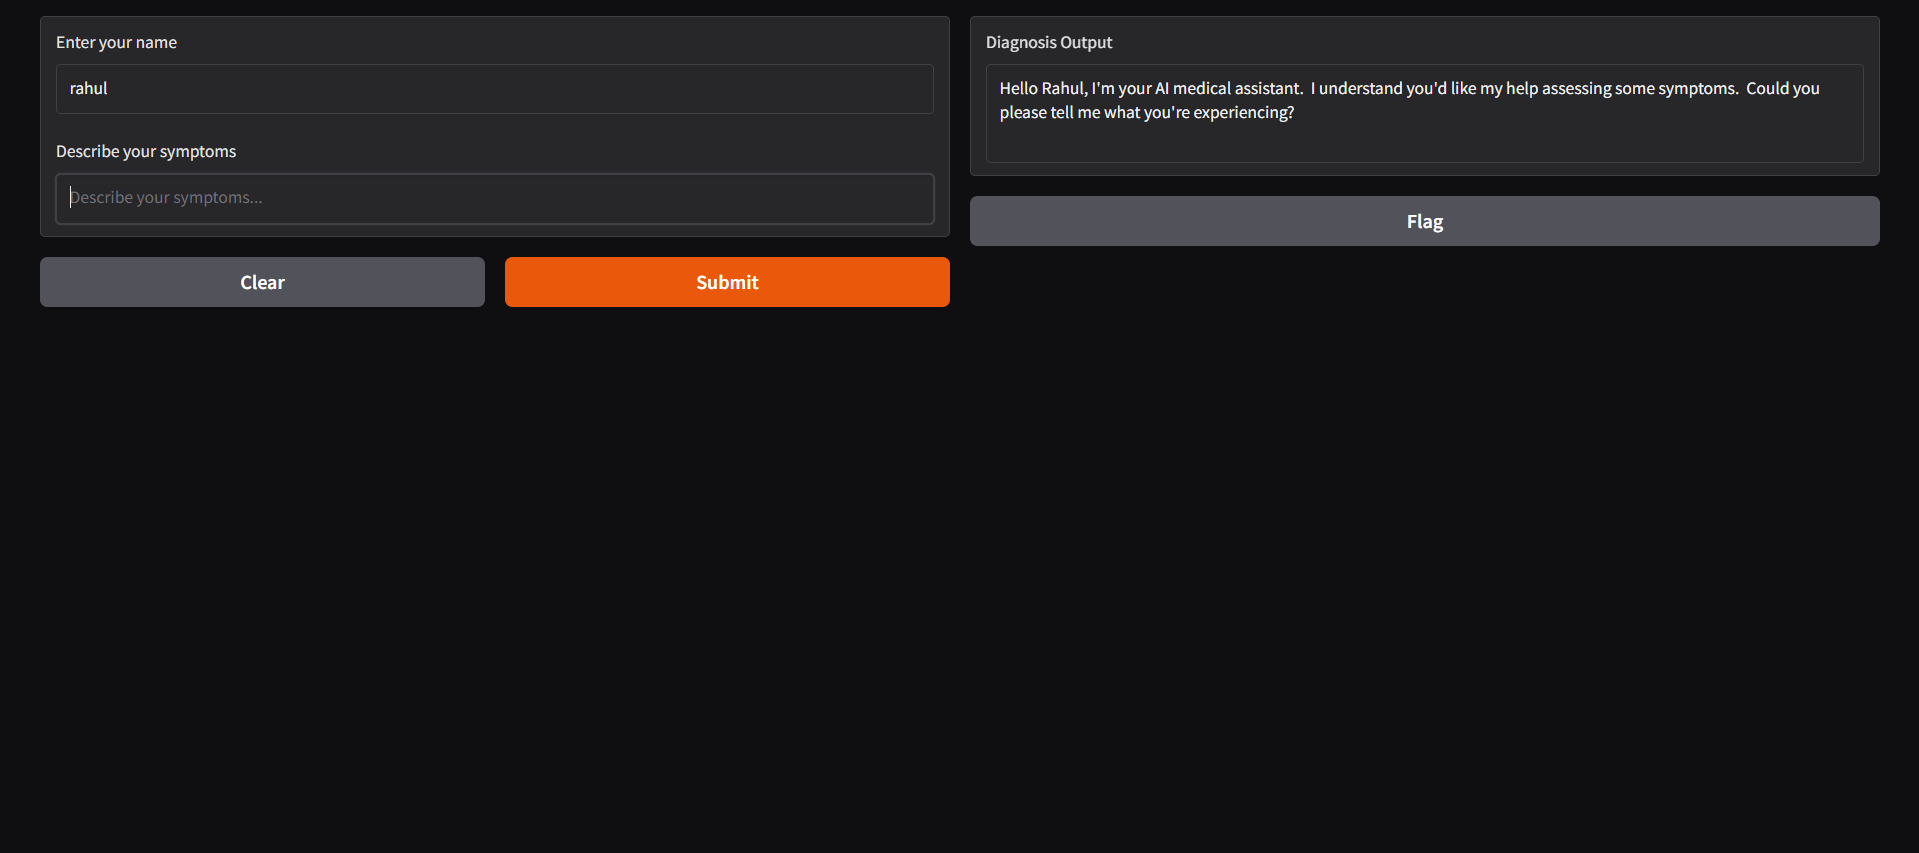 Enter your name
rahul
Describe your symptoms
Describe your symptoms...
Clear
Submit
Diagnosis Output
Hello Rahul, I'm your AI medical assistant.  I understand you'd like my help assessing some symptoms.  Could you
please tell me what you're experiencing?
Flag